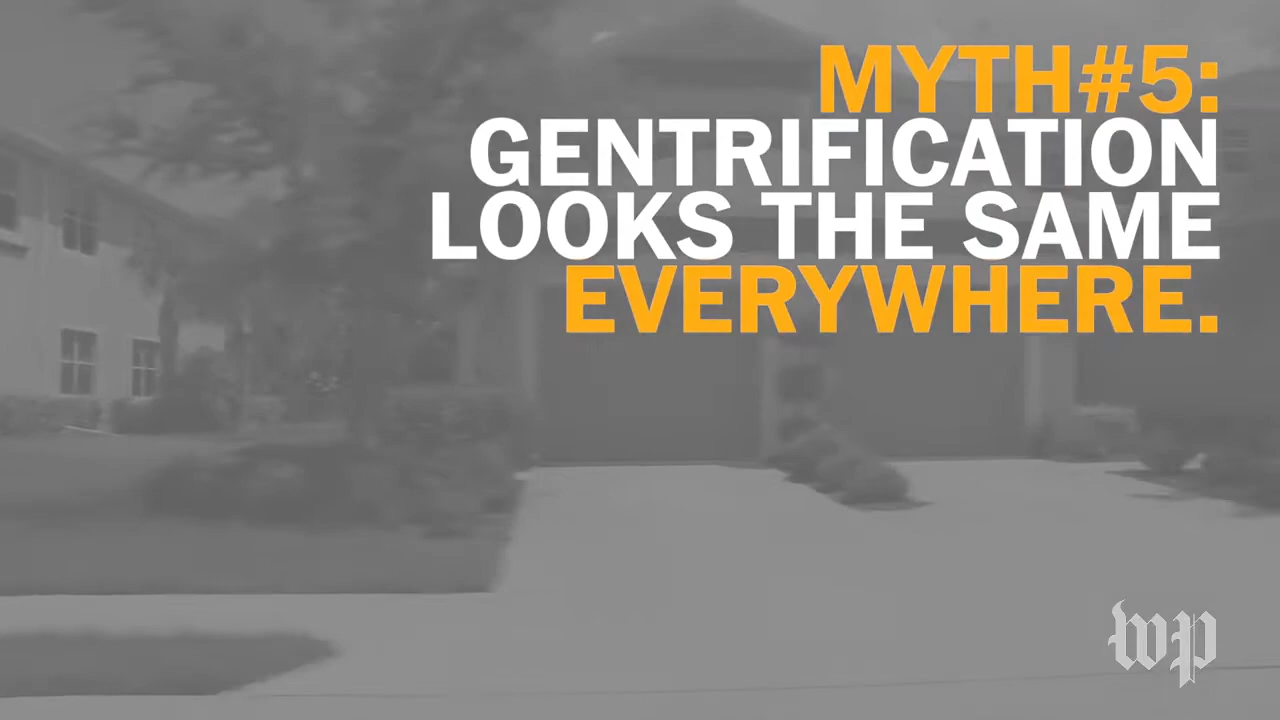 MYTH#5:
GENTRIFICATION
LOOKS THE SAME
EVERYWHERE.
wp